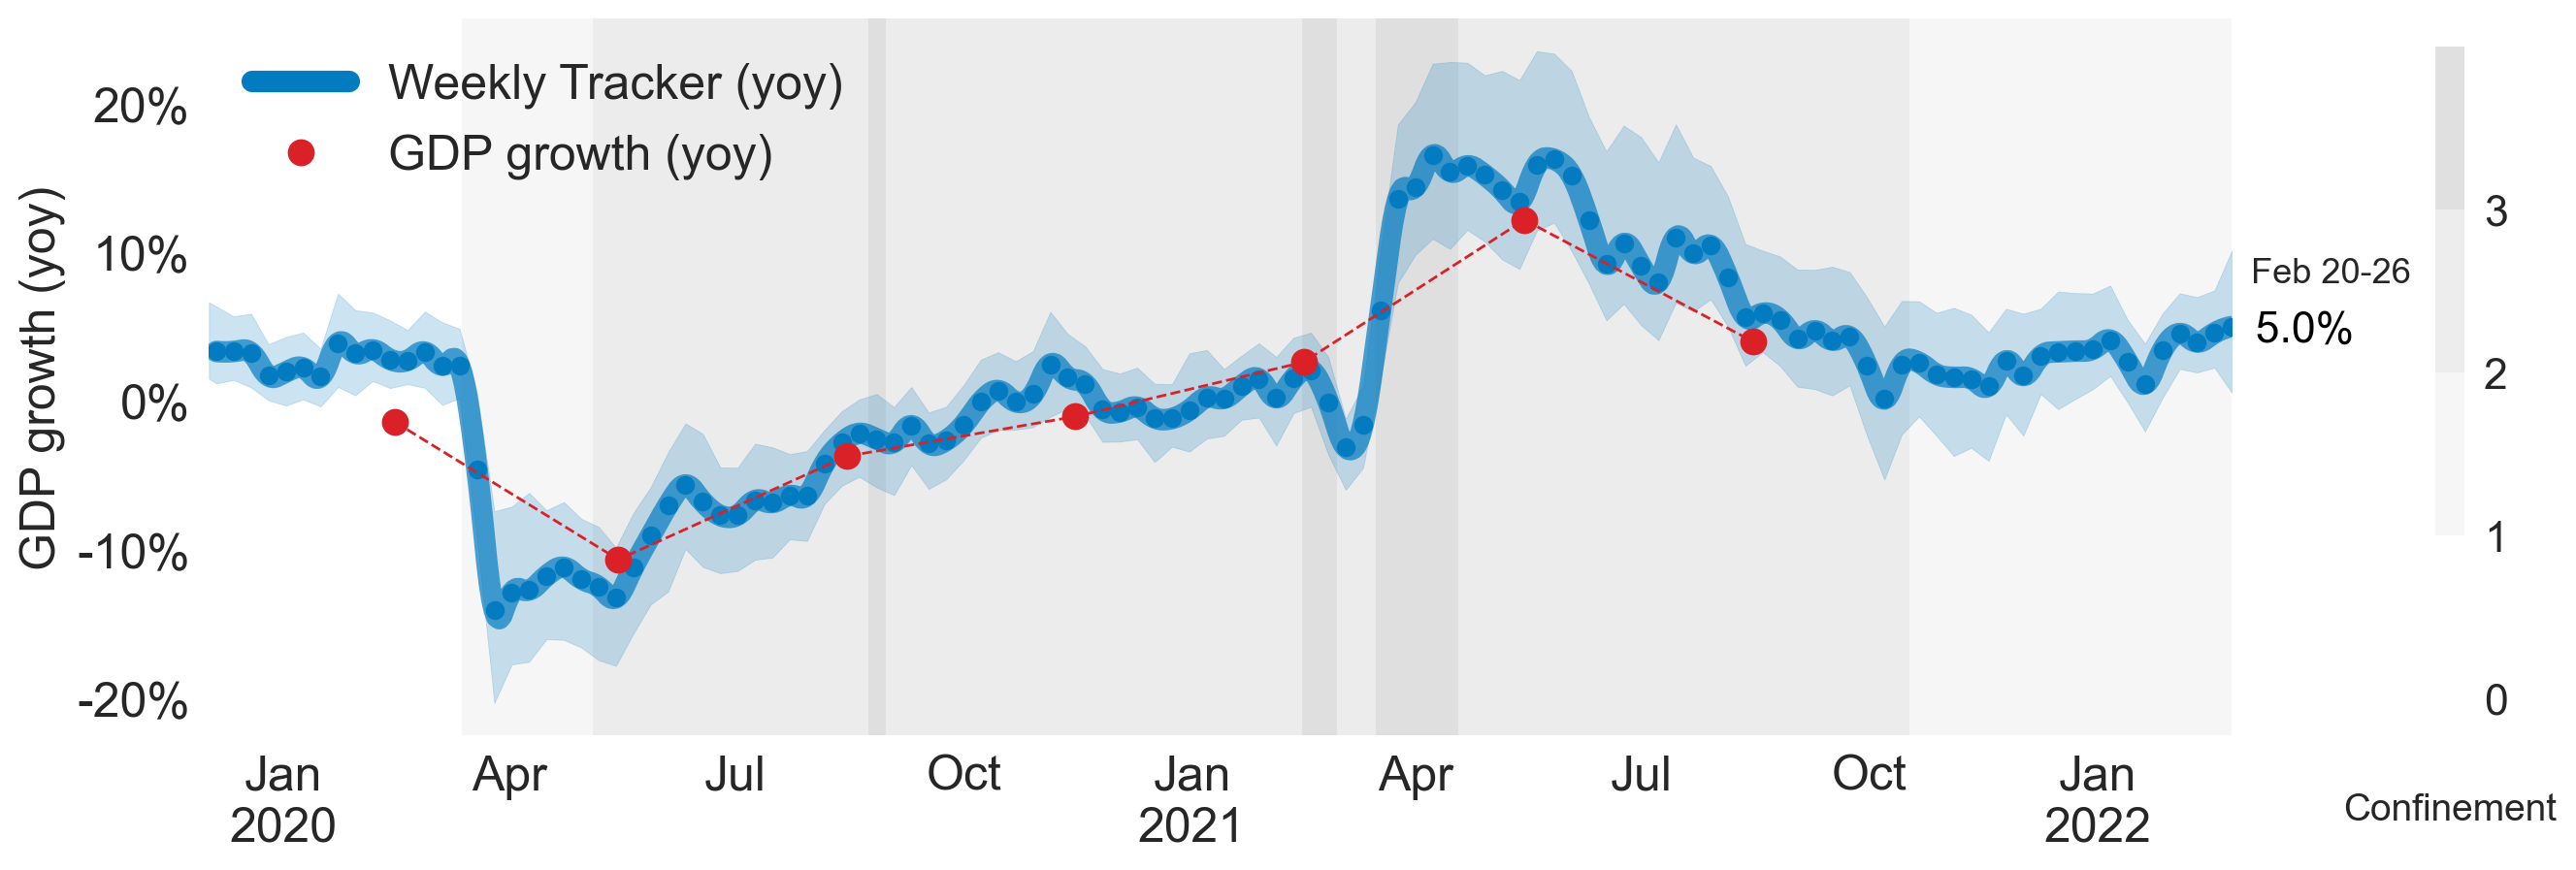 Weekly Tracker (yoy)
GDP growth (yoy)
GDP growth (yoy)
20%
10%
0%
-10%
-20%
Jan
2020
Apr
Jul
Oct
Jan
2021
Apr
Jul
Oct
Jan
2022
Feb 20-26
5.0%
3
2
1
0
Confinement